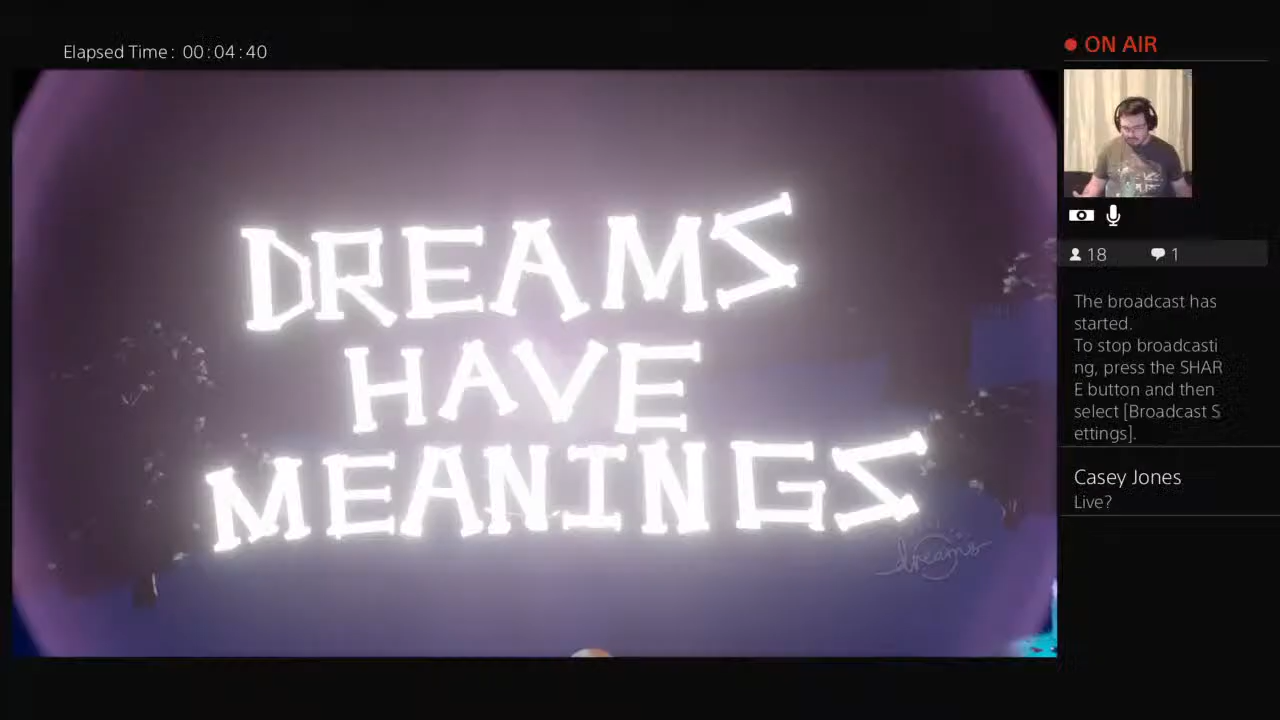 Elapsed Time: 00:04:40
ON AIR
DREAMS
HAVE
MEANINGS
dreams
18
1
The broadcast has
started.
To stop broadcasti
ng, press the SHAR
E button and then
select [Broadcast S
ettings].
Casey Jones
Live?